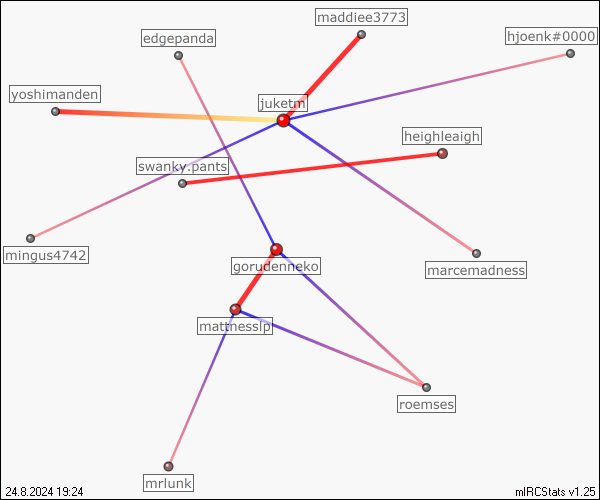 maddiee3773
edgepanda
hjoenk#0000
yoshimanden
juketm
heighleaigh
swanky.pants
mingus4742
gorudenneko
marcemadness
mattnesslp
roemses
mrlunk
24.8.2024 19:24
mIRCStats v1.25